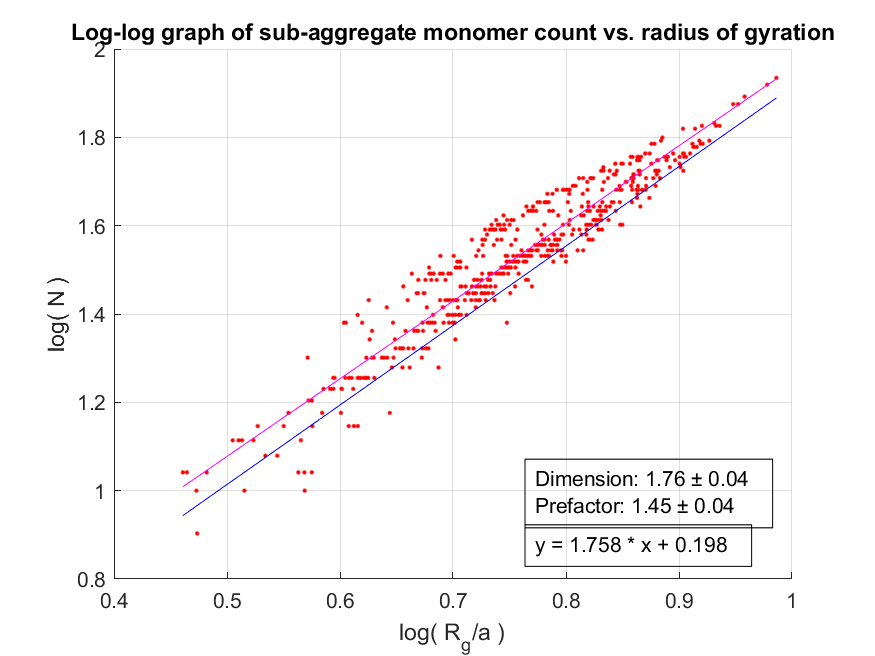 Log-log graph of sub-aggregate monomer count vs. radius of gyration
2
1.8
1.6
1.4
1.2
1
0.8
log( N )
Dimension: 1.76 ± 0.04
Prefactor: 1.45 ± 0.04
y = 1.758 * x + 0.198
0.4 0.5 0.6 0.7 0.8 0.9 1
log( Rg/a )